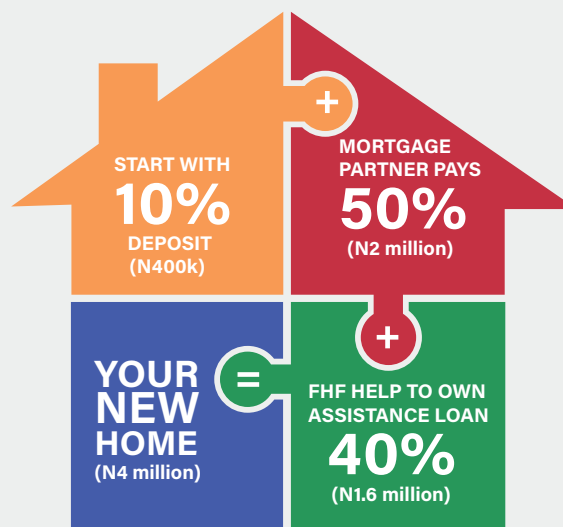 START WITH
10%
DEPOSIT
(N400k)
+
MORTGAGE
PARTNER PAYS
50%
(N2 million)
+
FHF HELP TO OWN
ASSISTANCE LOAN
40%
(N1.6 million)
=
YOUR
NEW
HOME
(N4 million)